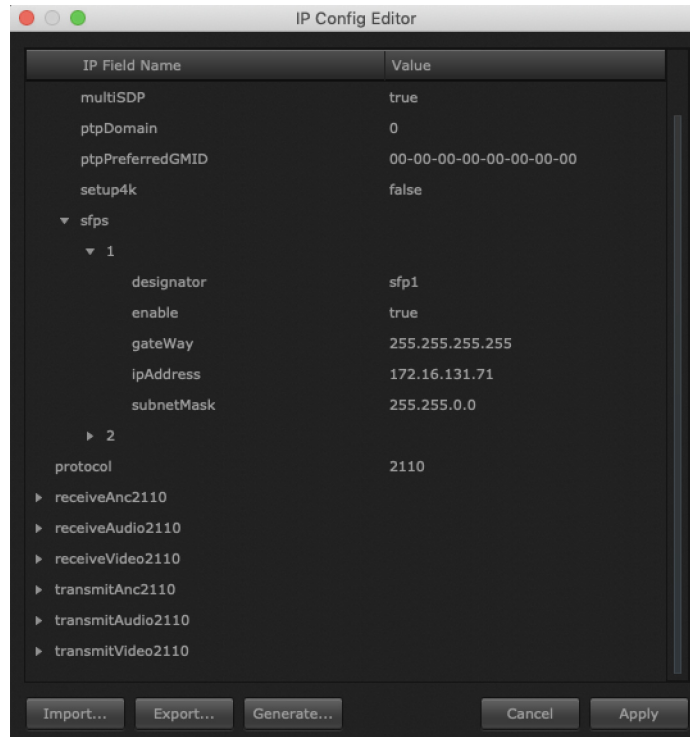 IP Config Editor
IP Field Name Value
multiSDP true
ptpDomain 0
ptpPreferredGMID 00-00-00-00-00-00-00-00
setup4k false
sfps
1
designator sfp1
enable true
gateWay 255.255.255.255
ipAddress 172.16.131.71
subnetMask 255.255.0.0
2
protocol 2110
receiveAnc2110
receiveAudio2110
receiveVideo2110
transmitAnc2110
transmitAudio2110
transmitVideo2110
Import... Export... Generate... Cancel Apply